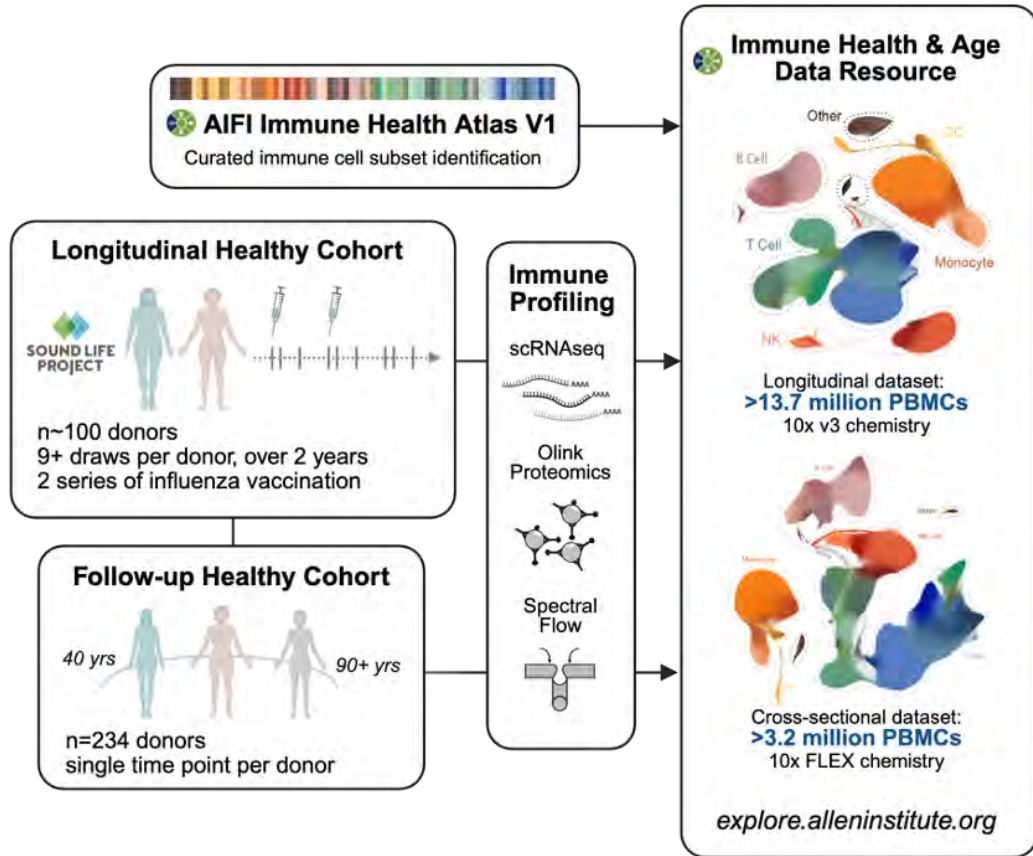 AIFI Immune Health Atlas V1
Curated immune cell subset identification
Longitudinal Healthy Cohort
SOUND LIFE
PROJECT
n~100 donors
9+ draws per donor, over 2 years
2 series of influenza vaccination
Follow-up Healthy Cohort
40 yrs
90+ yrs
n=234 donors
single time point per donor
Immune
Profiling
scRNAseq
AAAA
AAAA
AAAA
Olink
Proteomics
Spectral
Flow
Immune Health & Age
Data Resource
Other
DC
B Cell
T Cell
Monocyte
NK
Longitudinal dataset:
>13.7 million PBMCs
10x v3 chemistry
Monocyte
Cross-sectional dataset:
>3.2 million PBMCs
10x FLEX chemistry
explore.alleninstitute.org